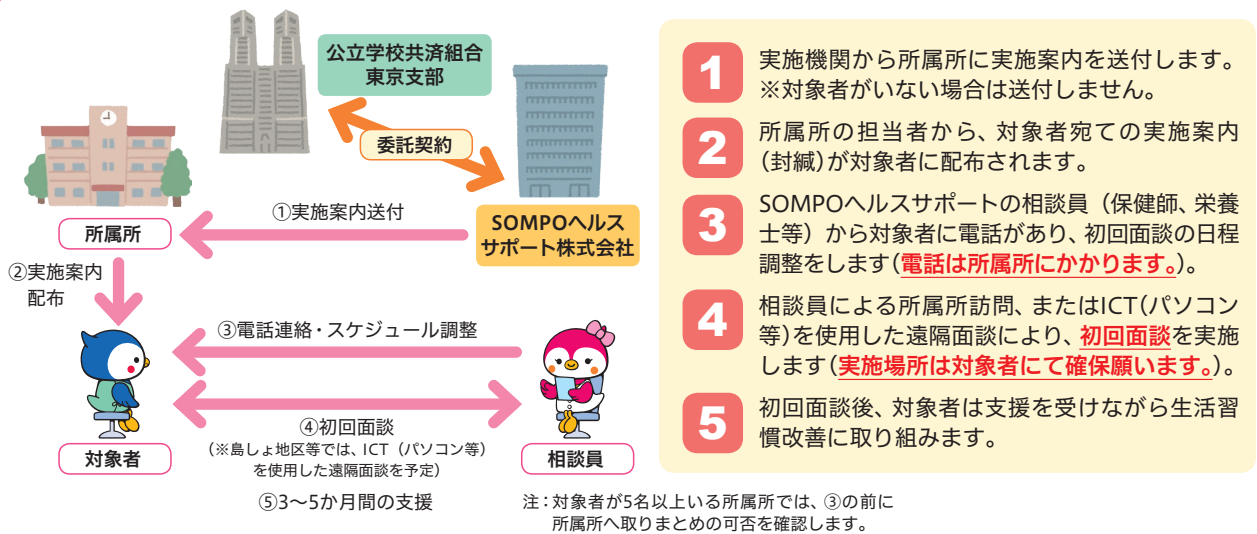 公立学校共済組合
東京支部
委託契約
①実施案内送付
所属所
SOMPOヘルス
サポート株式会社
②実施案内
配布
③電話連絡・スケジュール調整
④初回面談
（※島しょ地区等では、ICT（パソコン等）
を使用した遠隔面談を予定）
対象者
相談員
⑤3〜5か月間の支援
注：対象者が5名以上いる所属所では、③の前に
所属所へ取りまとめの可否を確認します。
1
実施機関から所属所に実施案内を送付します。
※対象者がいない場合は送付しません。
2
所属所の担当者から、対象者宛ての実施案内
（封緘）が対象者に配布されます。
3
SOMPOヘルスサポートの相談員（保健師、栄養
士等）から対象者に電話があり、初回面談の日程
調整をします（電話は所属所にかかります。）。
4
相談員による所属所訪問、またはICT（パソコン
等）を使用した遠隔面談により、初回面談を実施
します（実施場所は対象者にて確保願います。）。
5
初回面談後、対象者は支援を受けながら生活習
慣改善に取り組みます。